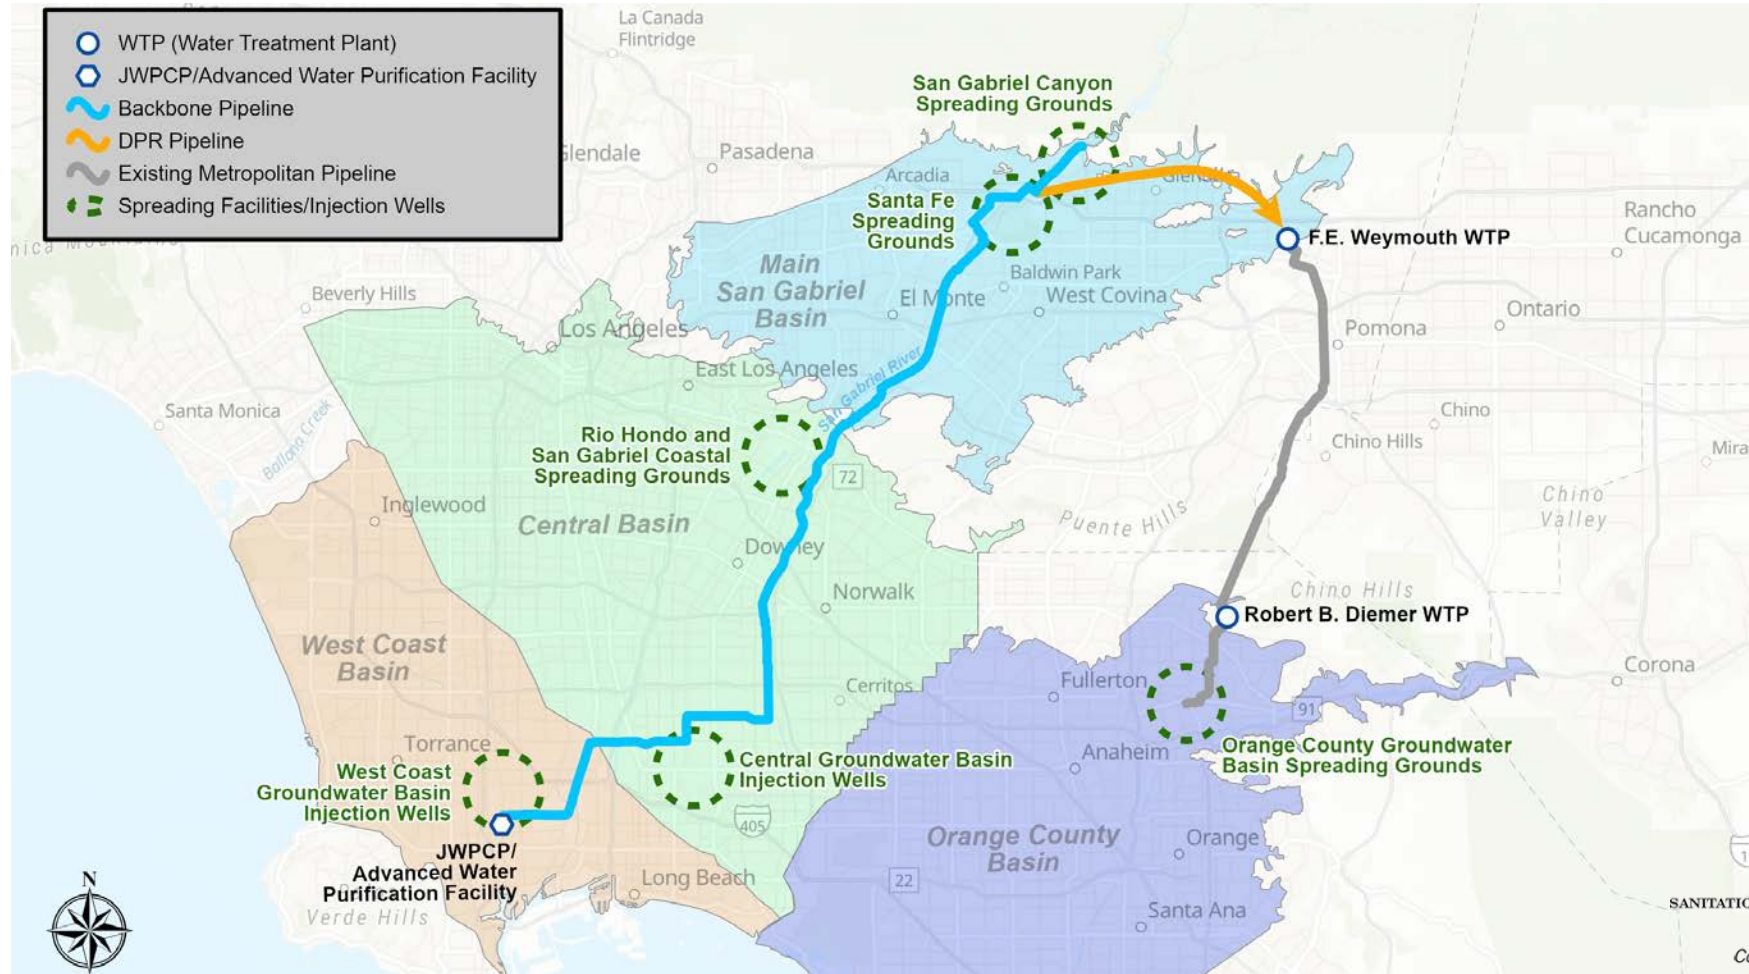 WTP (Water Treatment Plant)
JWPCP/Advanced Water Purification Facility
Backbone Pipeline
DPR Pipeline
Existing Metropolitan Pipeline
Spreading Facilities/Injection Wells
La Canada
Flintridge
San Gabriel Canyon
Spreading Grounds
Glendale
Pasadena
Arcadia
Santa Fe
Spreading
Grounds
F.E. Weymouth WTP
Rancho
Cucamonga
Main
San Gabriel
Basin
Baldwin Park
El Monte
West Covina
Beverly Hills
Los Angeles
Ontario
Pomona
San Gabriel River
East Los Angeles
Santa Monica
Ballona Creek
Chino
Chino Hills
Rio Hondo and
San Gabriel Coastal
Spreading Grounds
72
Inglewood
Central Basin
Puente Hills
Chino
Valley
Downey
Norwalk
Chino Hills
Robert B. Diemer WTP
West Coast
Basin
Cerritos
Fullerton
Corona
91
Torrance
West Coast
Groundwater Basin
Injection Wells
Central Groundwater Basin
Injection Wells
Anaheim
Orange County Groundwater
Basin Spreading Grounds
405
Orange County
Basin
Orange
JWPCP/
Advanced Water
Purification Facility
Long Beach
22
N
Verde Hills
Santa Ana